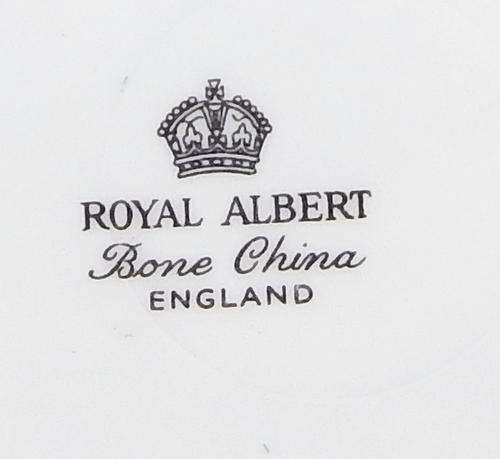 ROYAL ALBERT
Bone China
ENGLAND